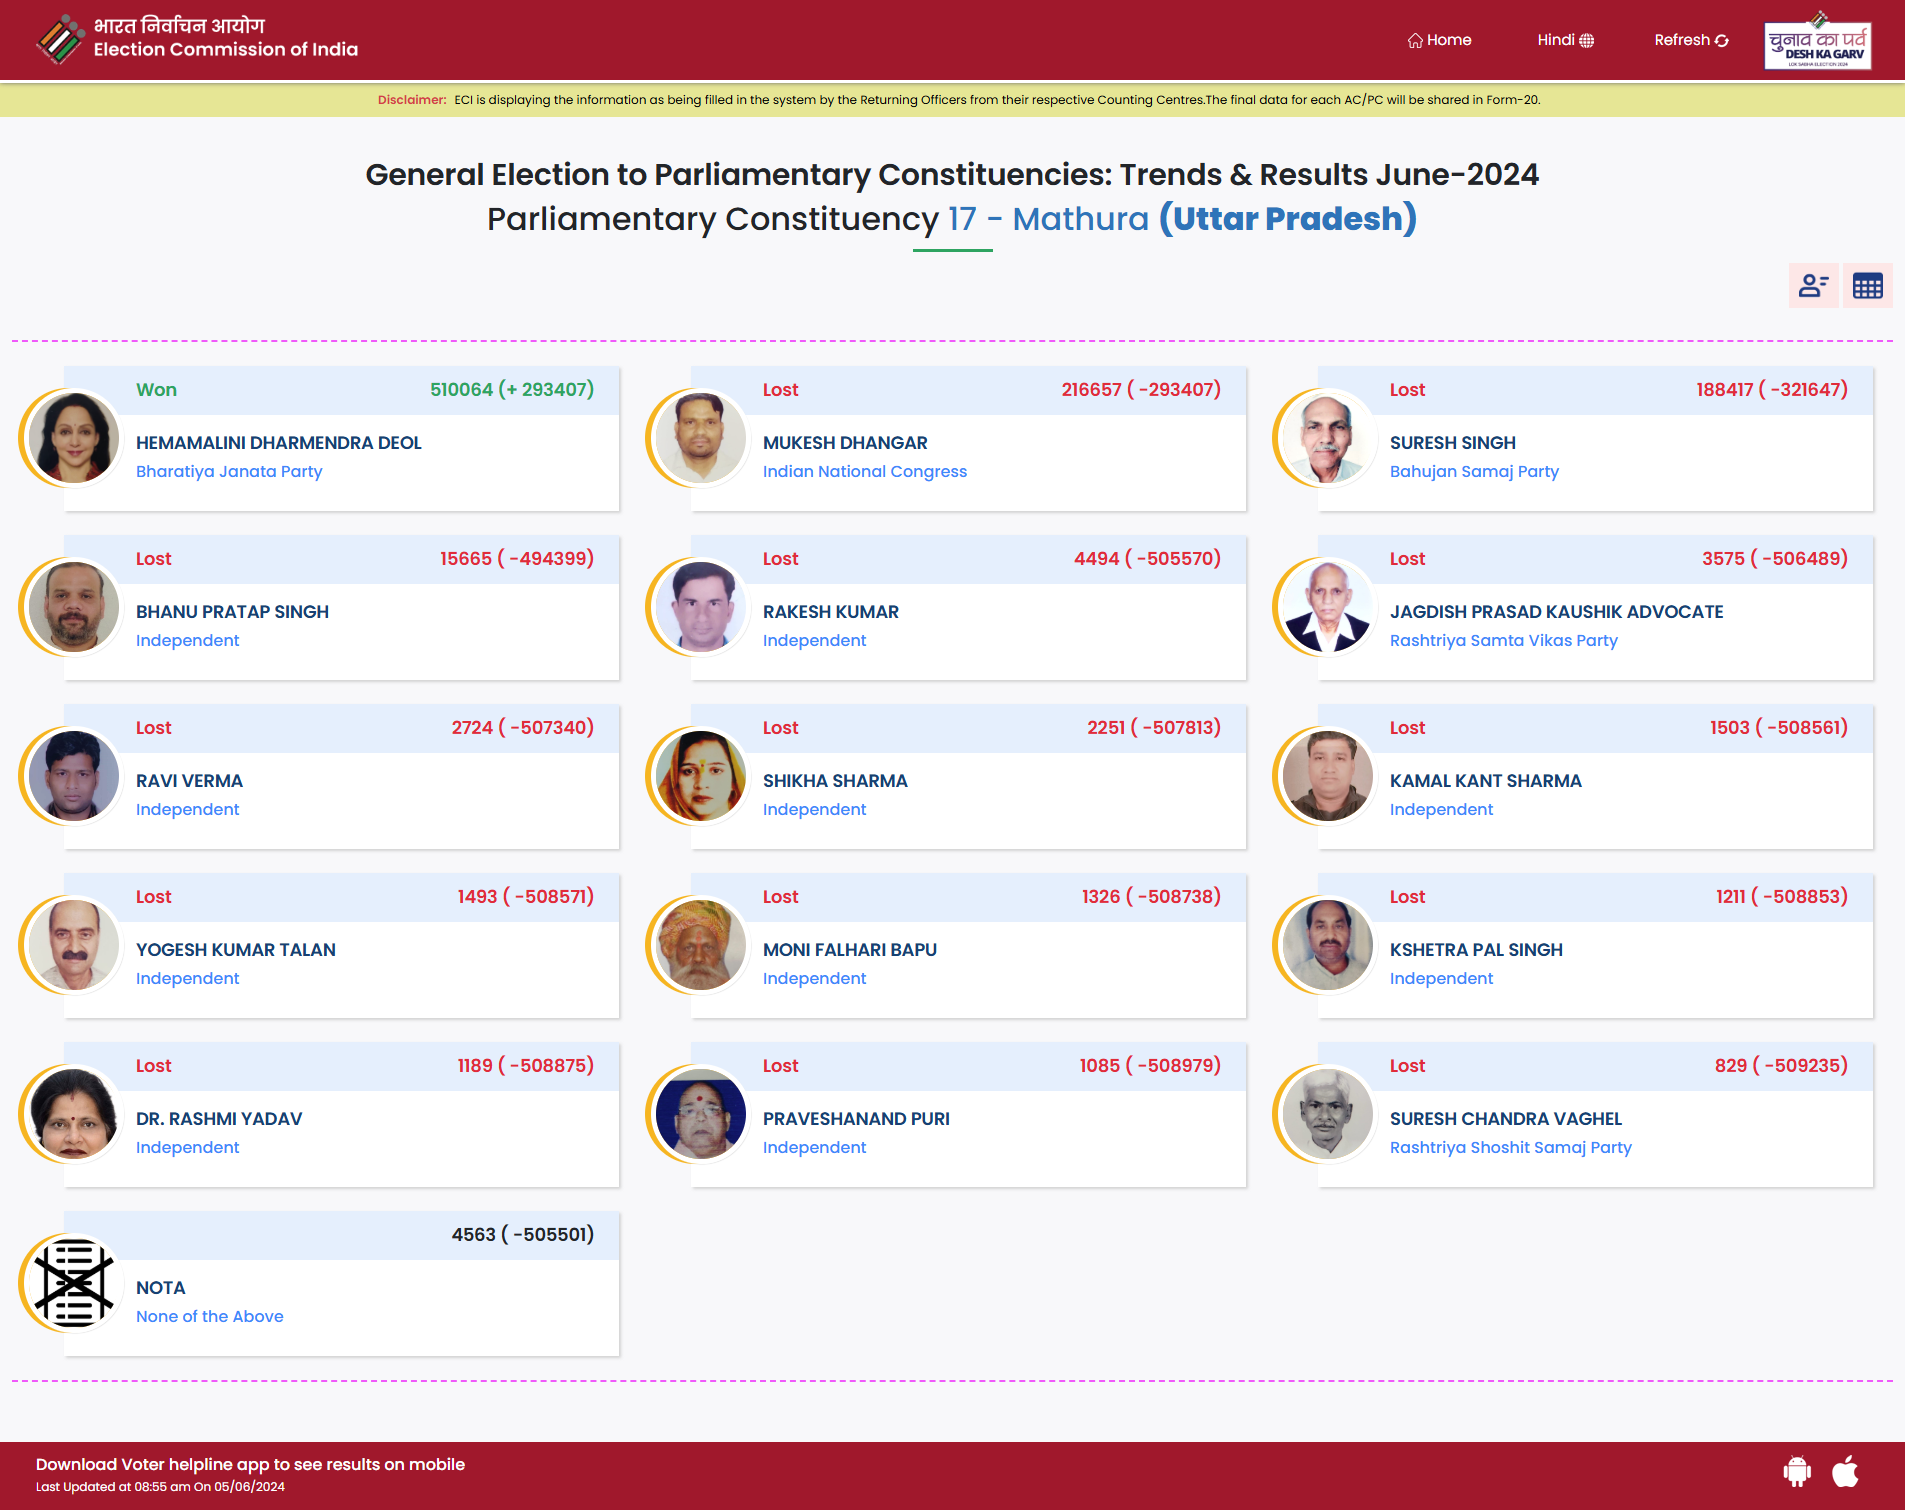 भारत निर्वाचन आयोग
Election Commission of India
Home
Hindi
Refresh
चुनाव का पर्व
DESH KA GARV
LOK SABHA ELECTION 2024
Disclaimer: ECI is displaying the information as being filled in the system by the Returning Officers from their respective Counting Centres.The final data for each AC/PC will be shared in Form-20.
General Election to Parliamentary Constituencies: Trends & Results June-2024
Parliamentary Constituency 17 - Mathura (Uttar Pradesh)
Won 510064 (+ 293407)
HEMAMALINI DHARMENDRA DEOL
Bharatiya Janata Party
Lost 216657 ( -293407)
MUKESH DHANGAR
Indian National Congress
Lost 188417 ( -321647)
SURESH SINGH
Bahujan Samaj Party
Lost 15665 ( -494399)
BHANU PRATAP SINGH
Independent
Lost 4494 ( -505570)
RAKESH KUMAR
Independent
Lost 3575 ( -506489)
JAGDISH PRASAD KAUSHIK ADVOCATE
Rashtriya Samta Vikas Party
Lost 2724 ( -507340)
RAVI VERMA
Independent
Lost 2251 ( -507813)
SHIKHA SHARMA
Independent
Lost 1503 ( -508561)
KAMAL KANT SHARMA
Independent
Lost 1493 ( -508571)
YOGESH KUMAR TALAN
Independent
Lost 1326 ( -508738)
MONI FALHARI BAPU
Independent
Lost 1211 ( -508853)
KSHETRA PAL SINGH
Independent
Lost 1189 ( -508875)
DR. RASHMI YADAV
Independent
Lost 1085 ( -508979)
PRAVESHANAND PURI
Independent
Lost 829 ( -509235)
SURESH CHANDRA VAGHEL
Rashtriya Shoshit Samaj Party
4563 ( -505501)
NOTA
None of the Above
Download Voter helpline app to see results on mobile
Last Updated at 08:55 am On 05/06/2024